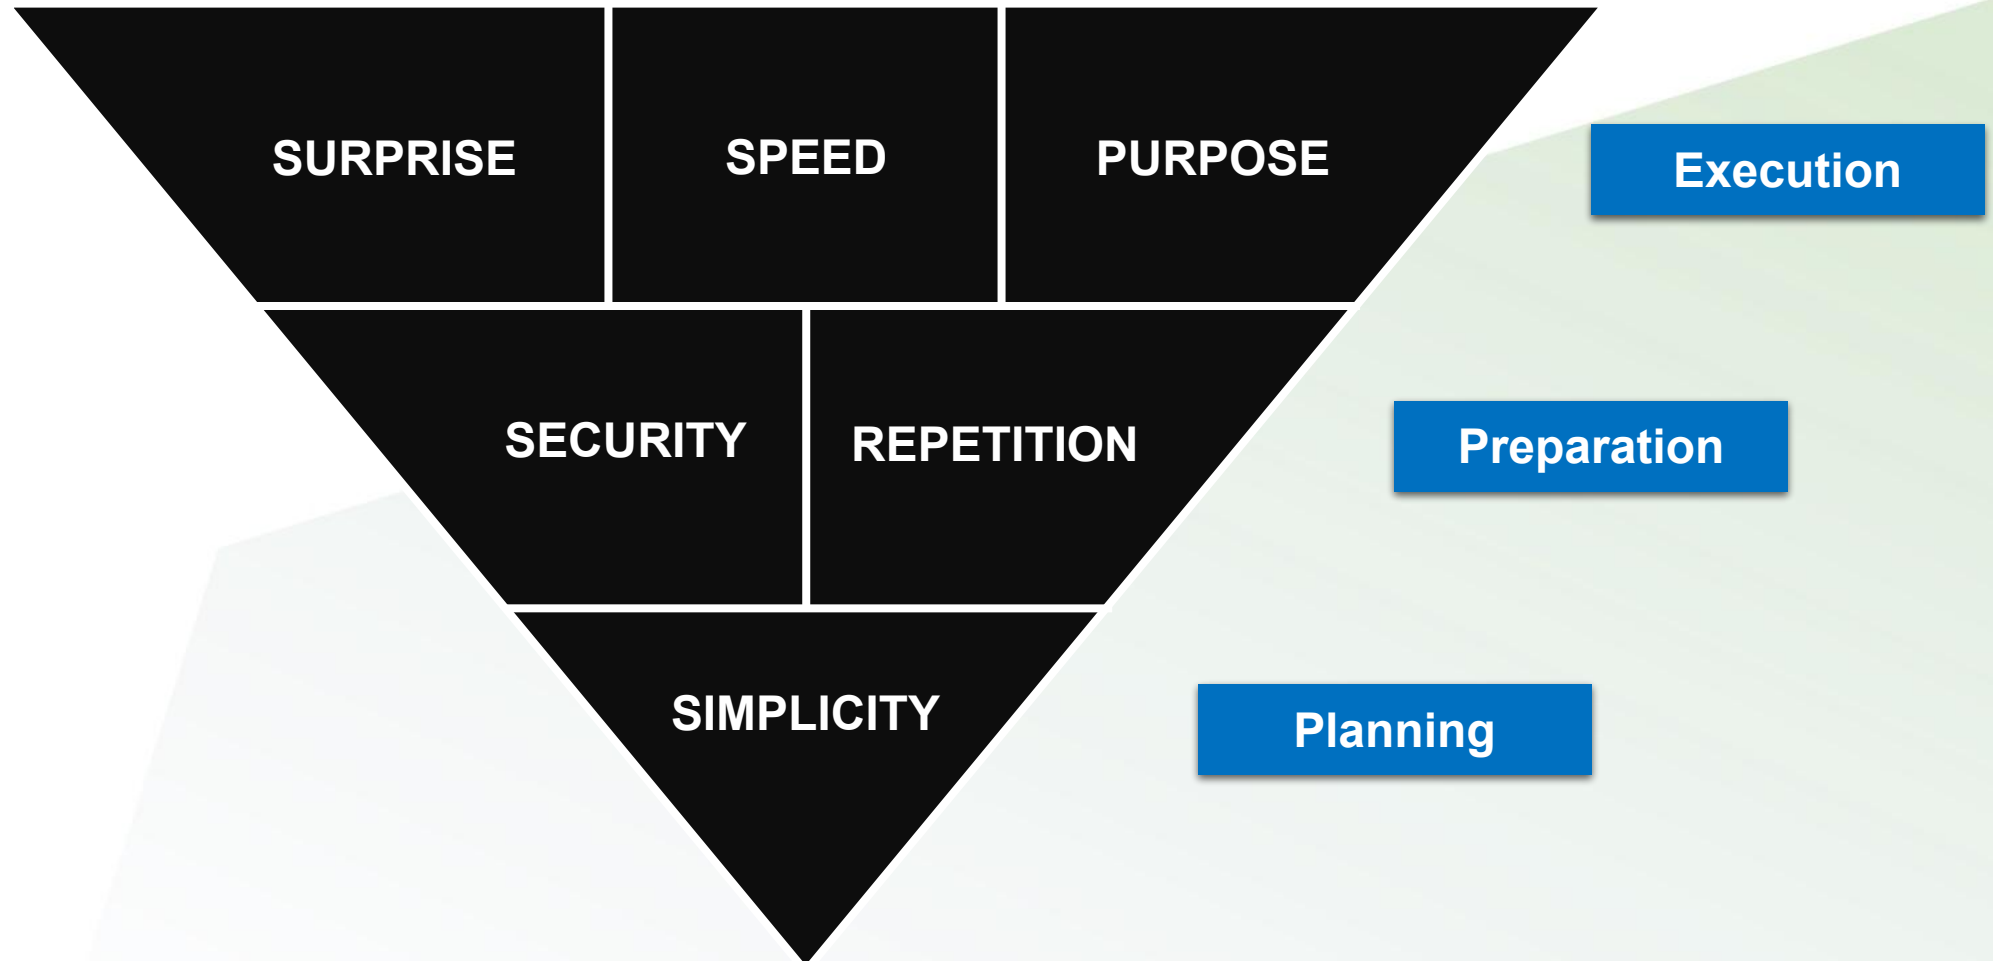 SURPRISE
SPEED
PURPOSE
Execution
SECURITY
REPETITION
Preparation
SIMPLICITY
Planning